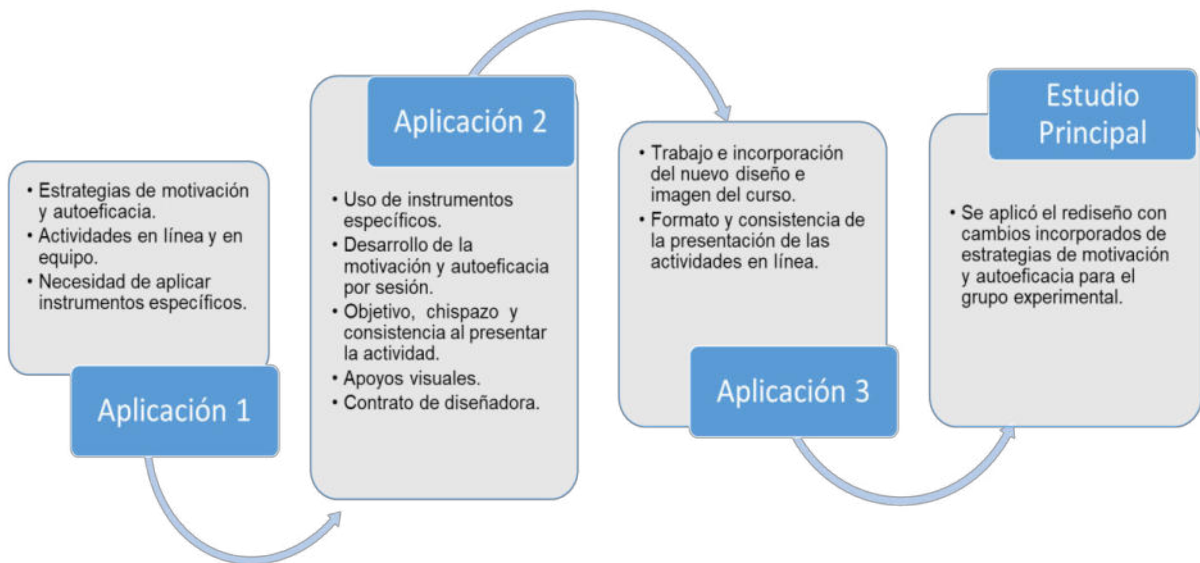 • Estrategias de motivación
y autoeficacia.
• Actividades en línea y en
equipo.
• Necesidad de aplicar
instrumentos específicos.
Aplicación 1
Aplicación 2
• Uso de instrumentos
específicos.
• Desarrollo de la
motivación y autoeficacia
por sesión.
• Objetivo, chispazo y
consistencia al presentar
la actividad.
• Apoyos visuales.
• Contrato de diseñadora.
• Trabajo e incorporación
del nuevo diseño e
imagen del curso.
• Formato y consistencia de
la presentación de las
actividades en línea.
Aplicación 3
Estudio
Principal
• Se aplicó el rediseño con
cambios incorporados de
estrategias de motivación
y autoeficacia para el
grupo experimental.